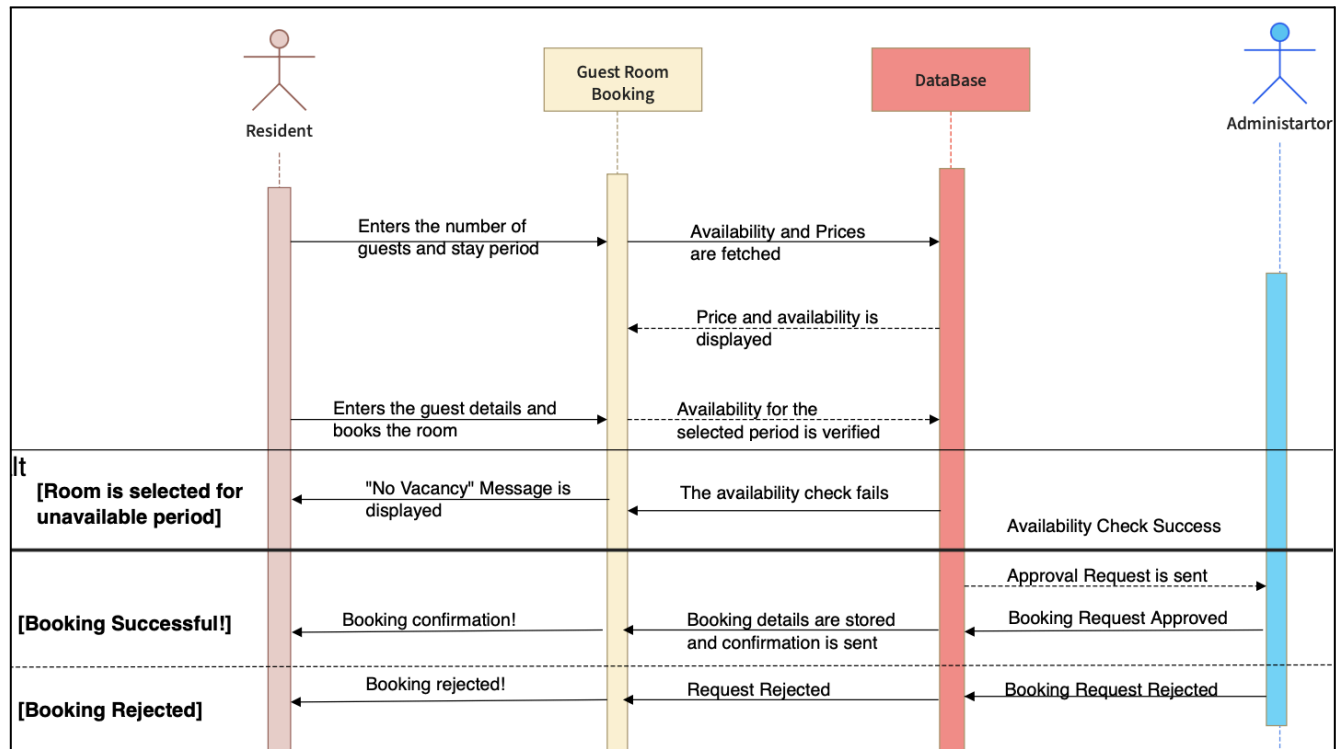 Guest Room
Booking
DataBase
Resident
Administartor
Enters the number of
guests and stay period
Availability and Prices
are fetched
Price and availability is
displayed
Enters the guest details and
books the room
Availability for the
selected period is verified
lt
[Room is selected for
unavailable period]
"No Vacancy" Message is
displayed
The availability check fails
Availability Check Success
Approval Request is sent
[Booking Successful!]
Booking confirmation!
Booking details are stored
and confirmation is sent
Booking Request Approved
[Booking Rejected]
Booking rejected!
Request Rejected
Booking Request Rejected